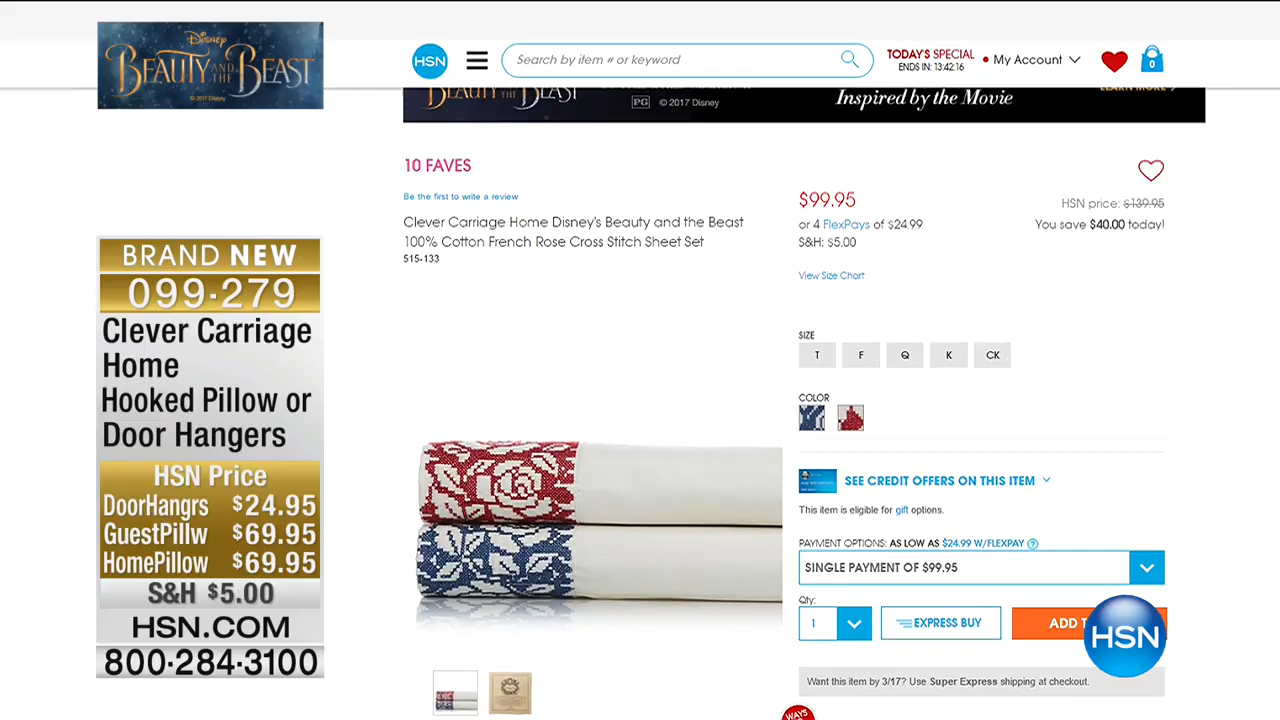 Disney
BEAUTY AND THE BEAST
© 2017 Disney
HSN
Search by item # or keyword
TODAY'S SPECIAL
ENDS IN: 13:42:16
My Account
0
BEAUTY AND THE BEAST
PG © 2017 Disney
Inspired by the Movie
LEARN MORE
10 FAVES
Be the first to write a review
Clever Carriage Home Disney's Beauty and the Beast
100% Cotton French Rose Cross Stitch Sheet Set
515-133
$99.95
HSN price: $139.95
or 4 FlexPays of $24.99
You save $40.00 today!
S&H: $5.00
View Size Chart
SIZE
T F Q K CK
COLOR
SEE CREDIT OFFERS ON THIS ITEM
This item is eligible for gift options.
PAYMENT OPTIONS: AS LOW AS $24.99 W/FLEXPAY ?
SINGLE PAYMENT OF $99.95
Qty:
1
EXPRESS BUY
ADD T
HSN
Want this item by 3/17? Use Super Express shipping at checkout.
WAYS
BRAND NEW
099-279
Clever Carriage
Home
Hooked Pillow or
Door Hangers
HSN Price
DoorHangrs $24.95
GuestPillw $69.95
HomePillow $69.95
S&H $5.00
HSN.COM
800-284-3100